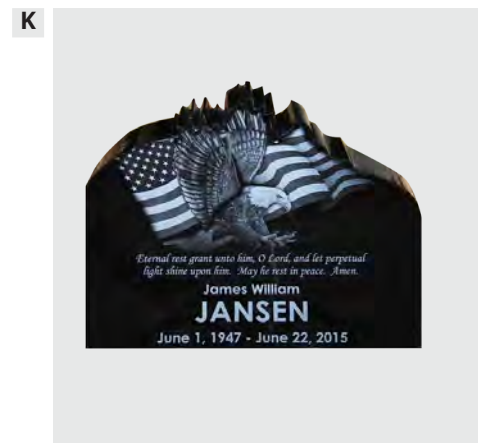 K
Eternal rest grant unto him, O Lord, and let perpetual
light shine upon him. May he rest in peace. Amen.
James William
JANSEN
June 1, 1947 - June 22, 2015